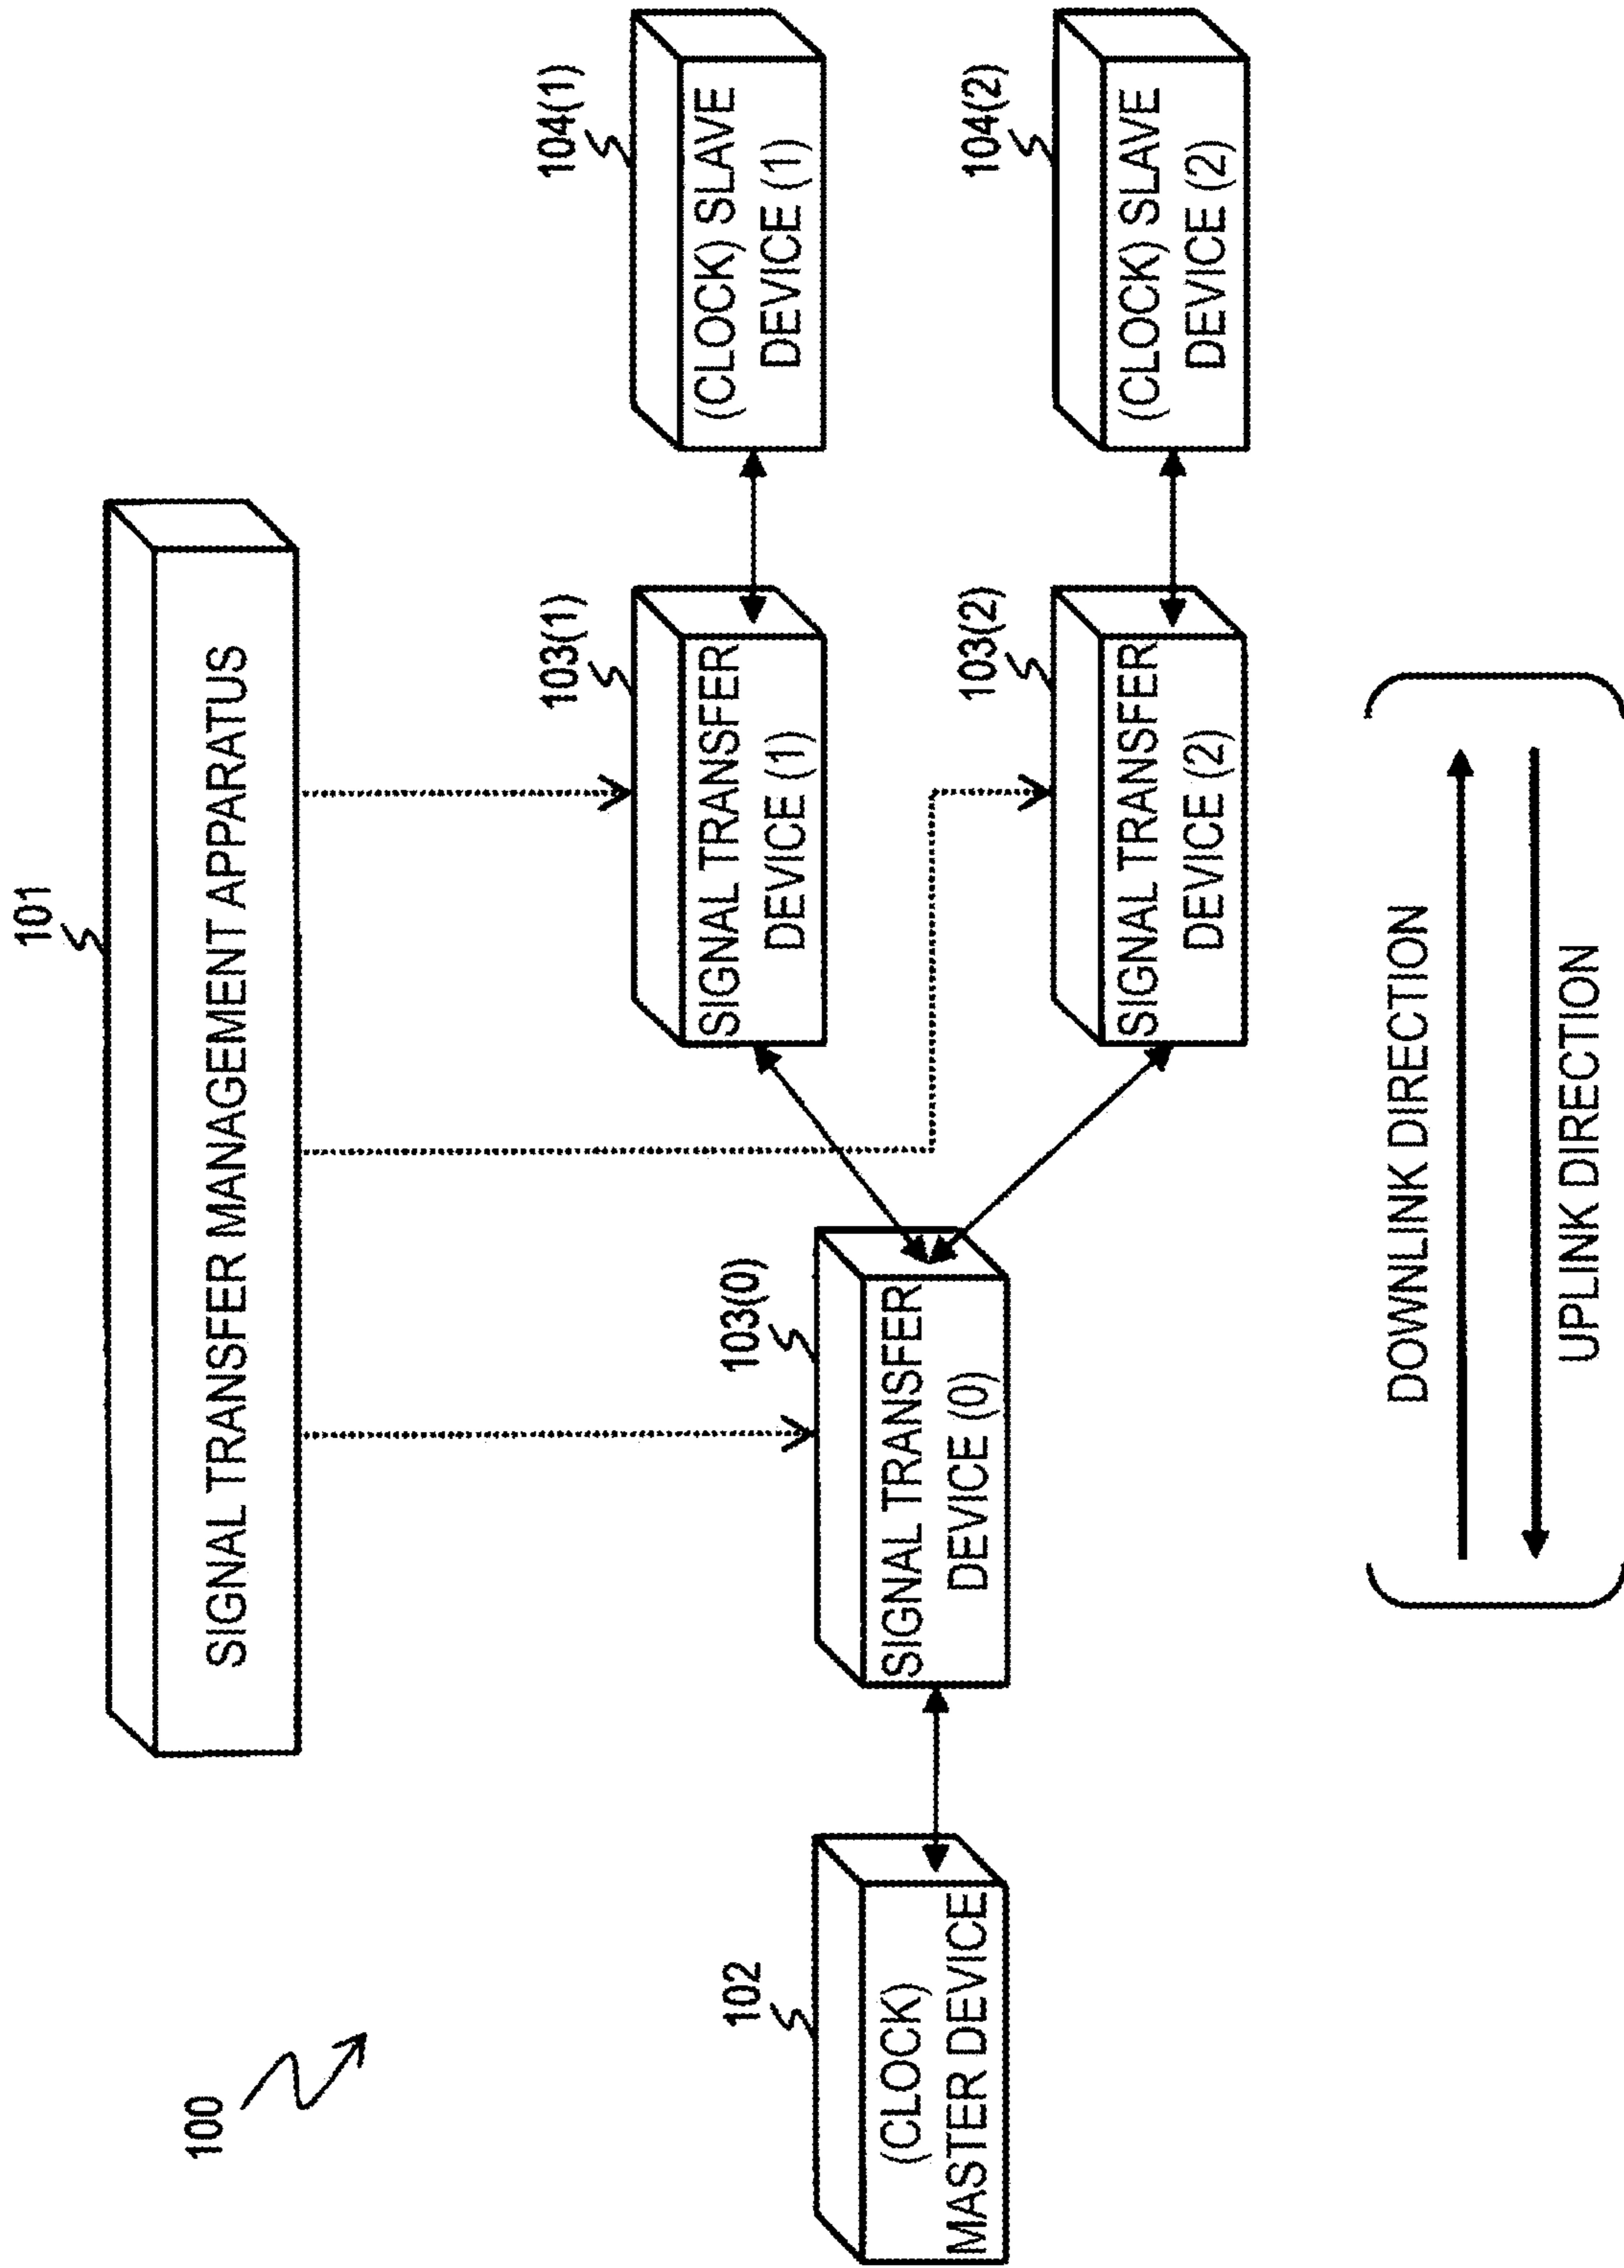 100
101
SIGNAL TRANSFER MANAGEMENT APPARATUS
102
(CLOCK)
MASTER DEVICE
103(0)
SIGNAL TRANSFER
DEVICE (0)
103(1)
SIGNAL TRANSFER
DEVICE (1)
104(1)
(CLOCK) SLAVE
DEVICE (1)
103(2)
SIGNAL TRANSFER
DEVICE (2)
104(2)
(CLOCK) SLAVE
DEVICE (2)
DOWNLINK DIRECTION
UPLINK DIRECTION